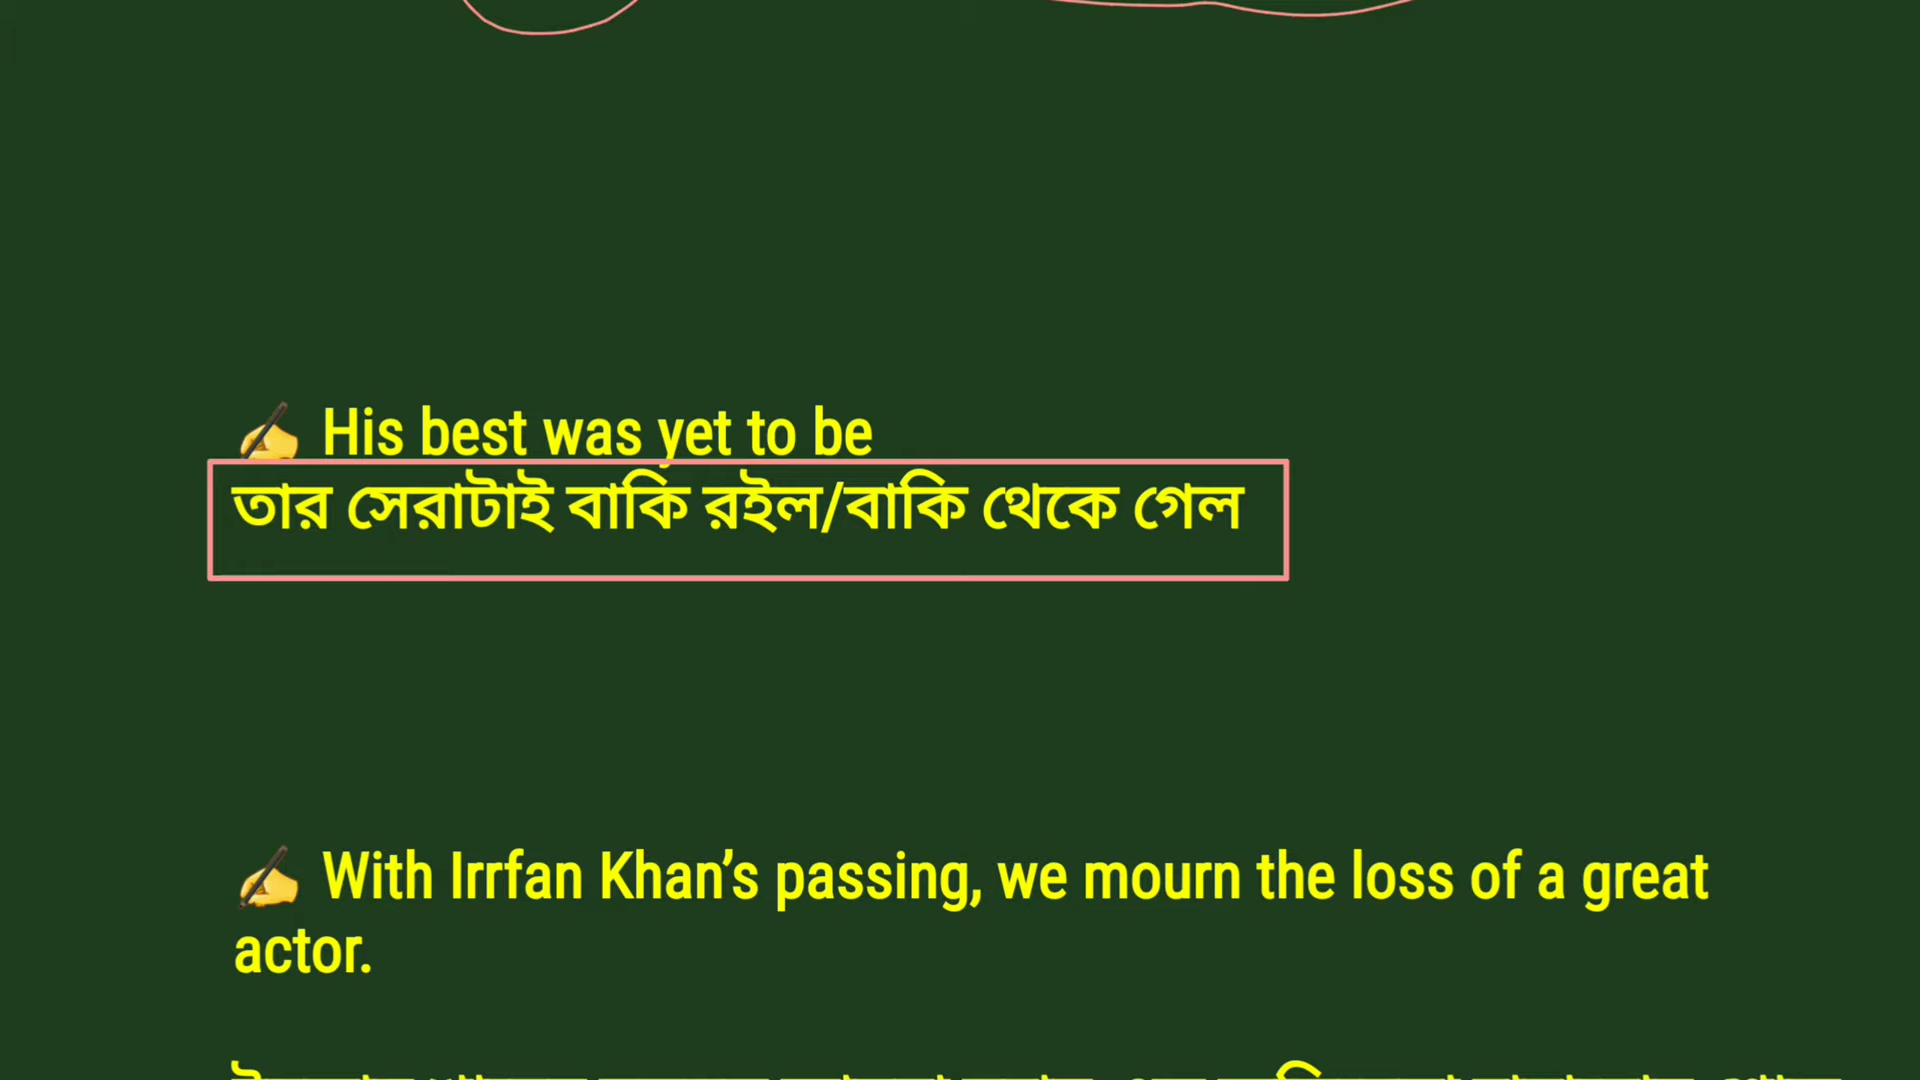 ✍ His best was yet to be
তার সেরাটাই বাকি রইল/বাকি থেকে গেল
✍ With Irrfan Khan’s passing, we mourn the loss of a great
actor.